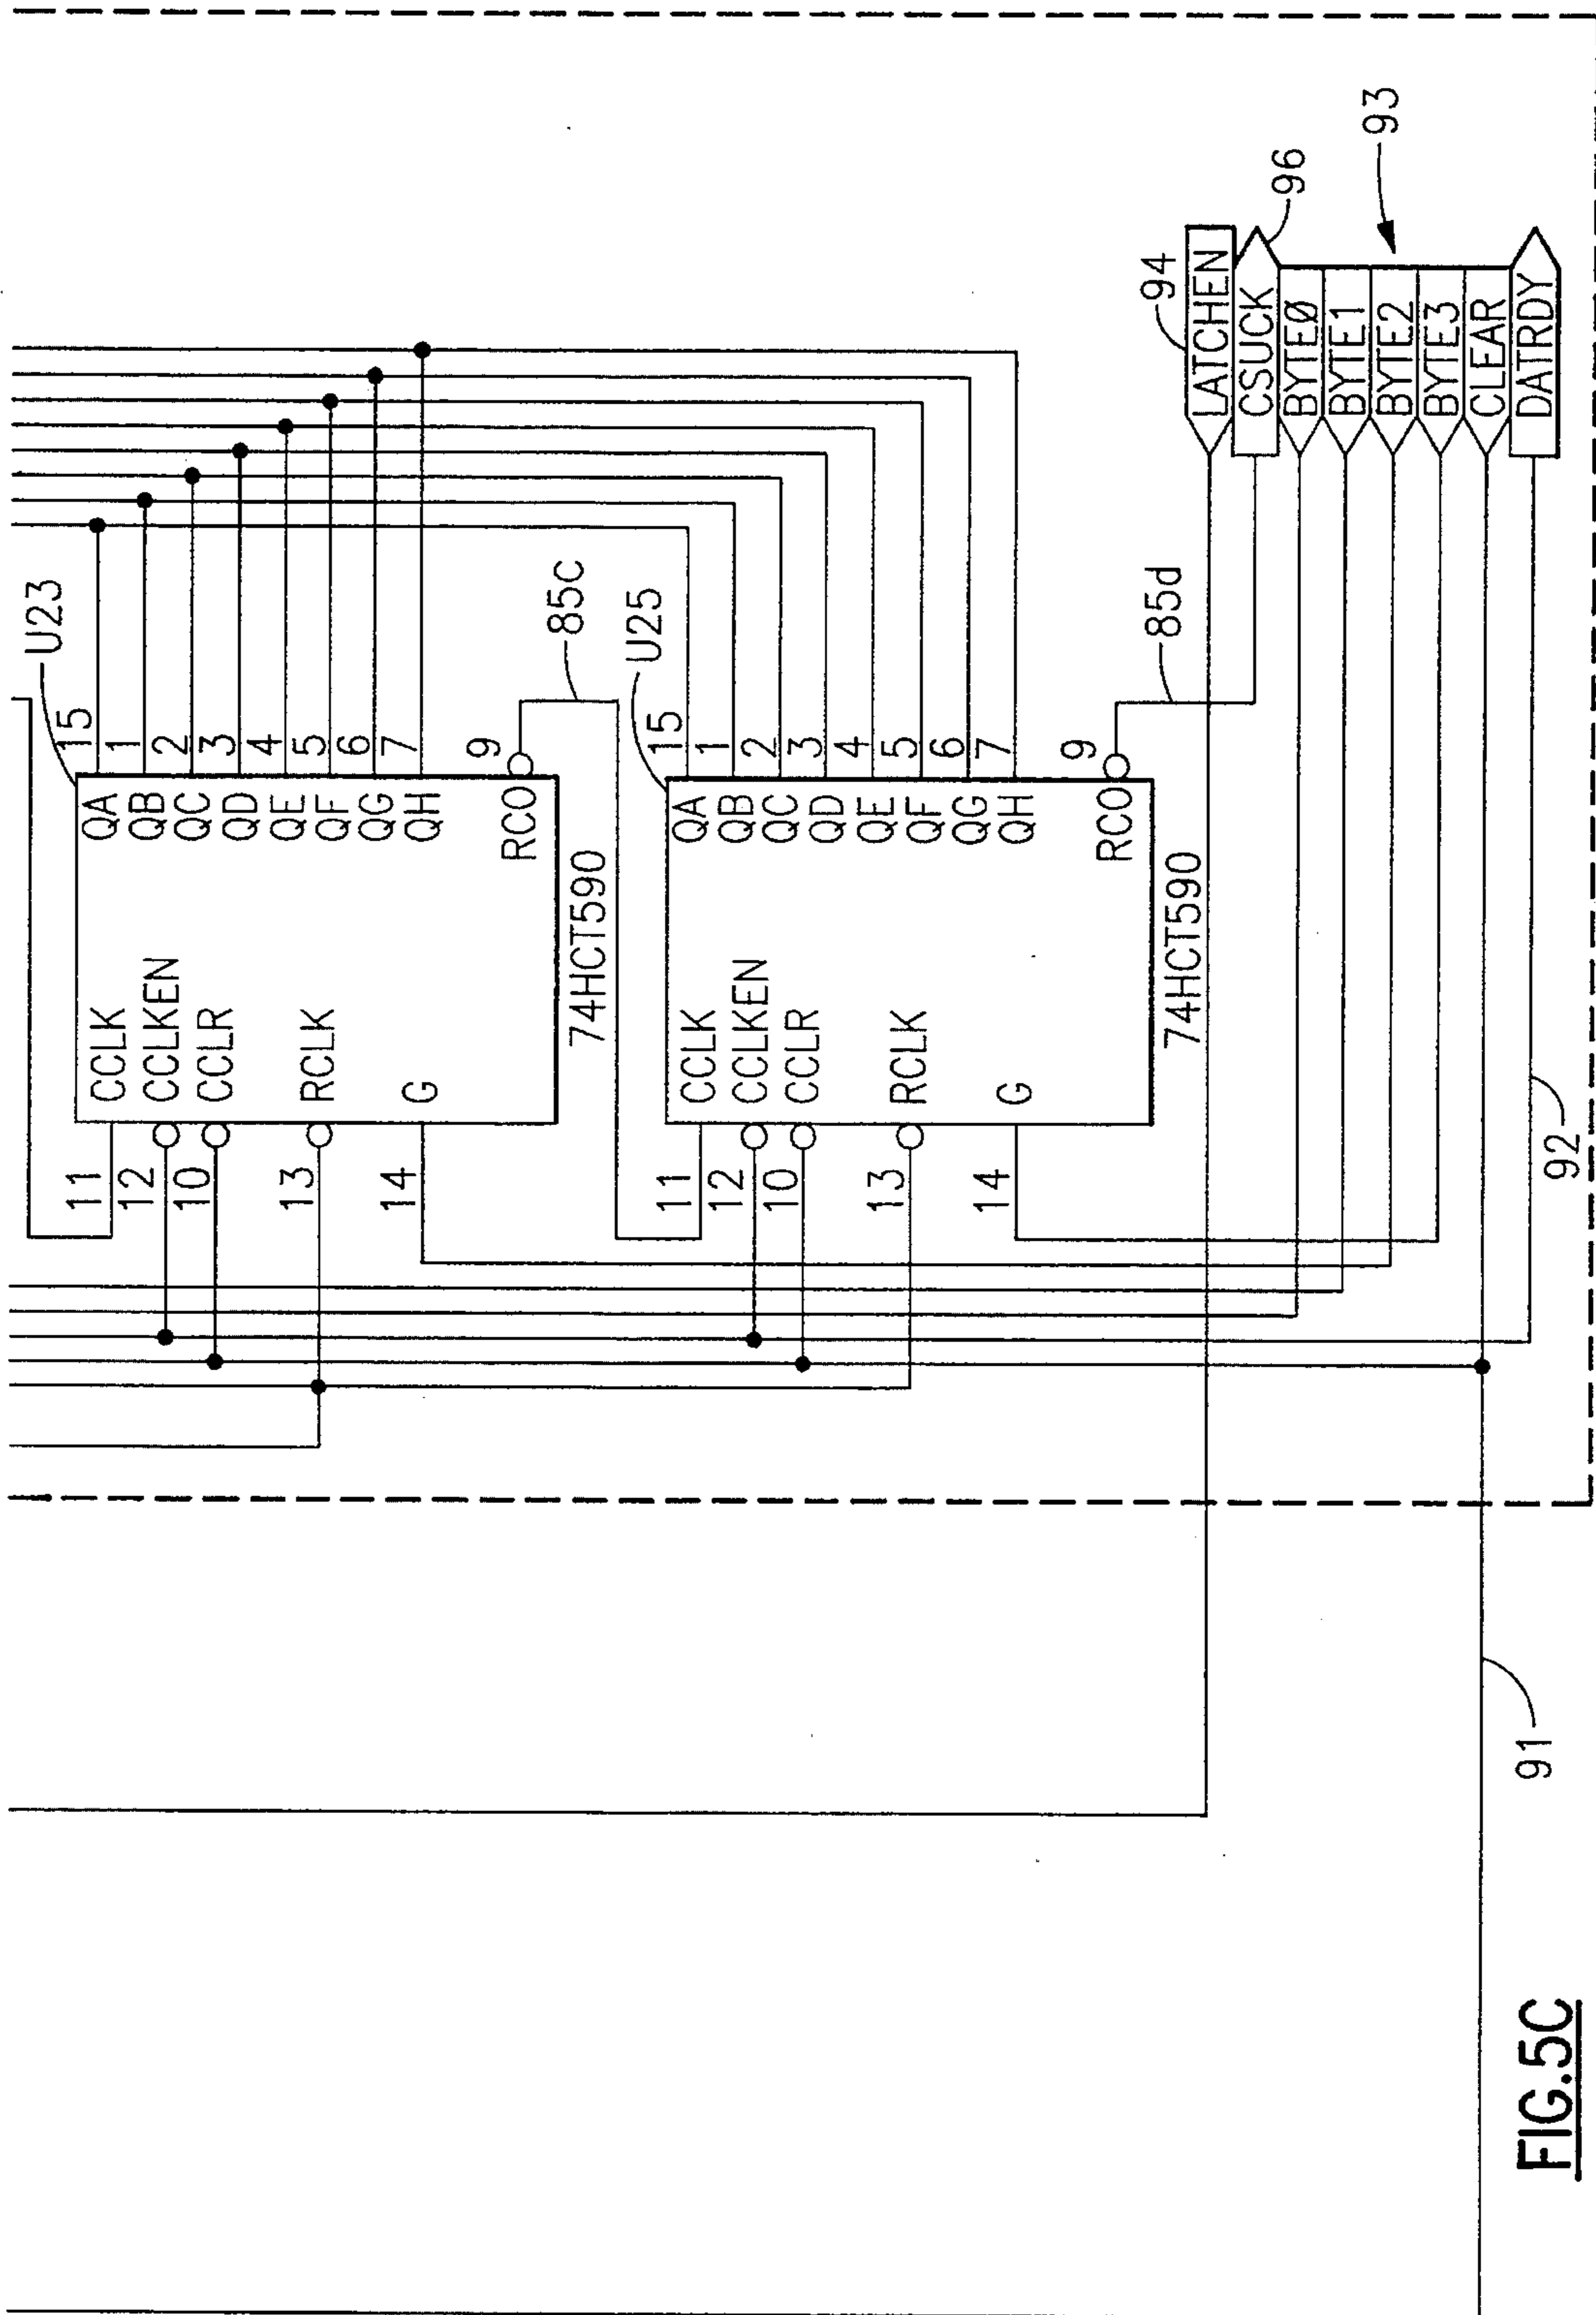 U23
11 CCLK QA 15
12 CCLKEN QB 1
10 CCLR QC 2
QD 3
13 RCLK QE 4
QF 5
14 G QG 6
QH 7
RCO 9
74HCT590
85c
U25
11 CCLK QA 15
12 CCLKEN QB 1
10 CCLR QC 2
QD 3
13 RCLK QE 4
QF 5
14 G QG 6
QH 7
RCO 9
74HCT590
85d
94
LATCHEN
CSUCK
96
BYTEØ
BYTE1
BYTE2
BYTE3
CLEAR
DATRDY
93
92
91
FIG.5C